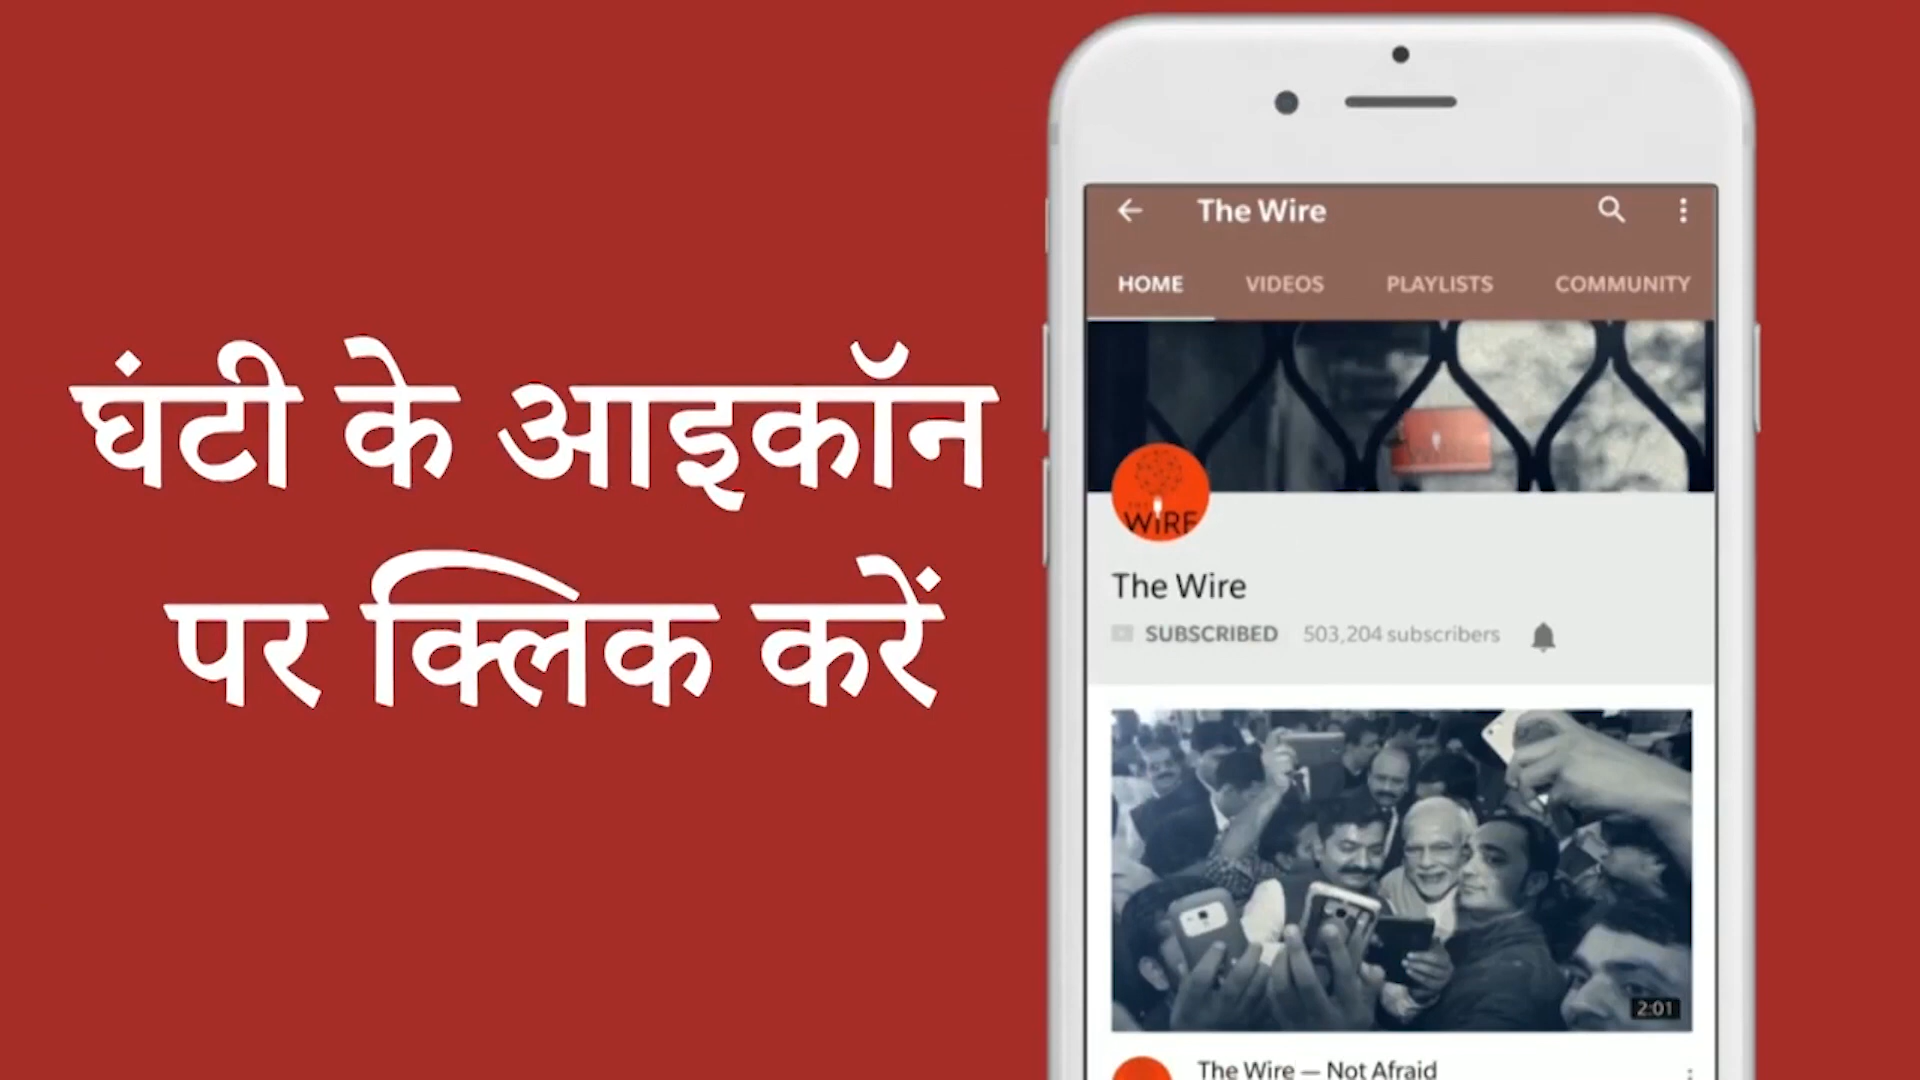 घंटी के आइकॉन
पर क्लिक करें
The Wire
HOME VIDEOS PLAYLISTS COMMUNITY
WIRE
The Wire
SUBSCRIBED 503,204 subscribers
2:01
The Wire — Not Afraid